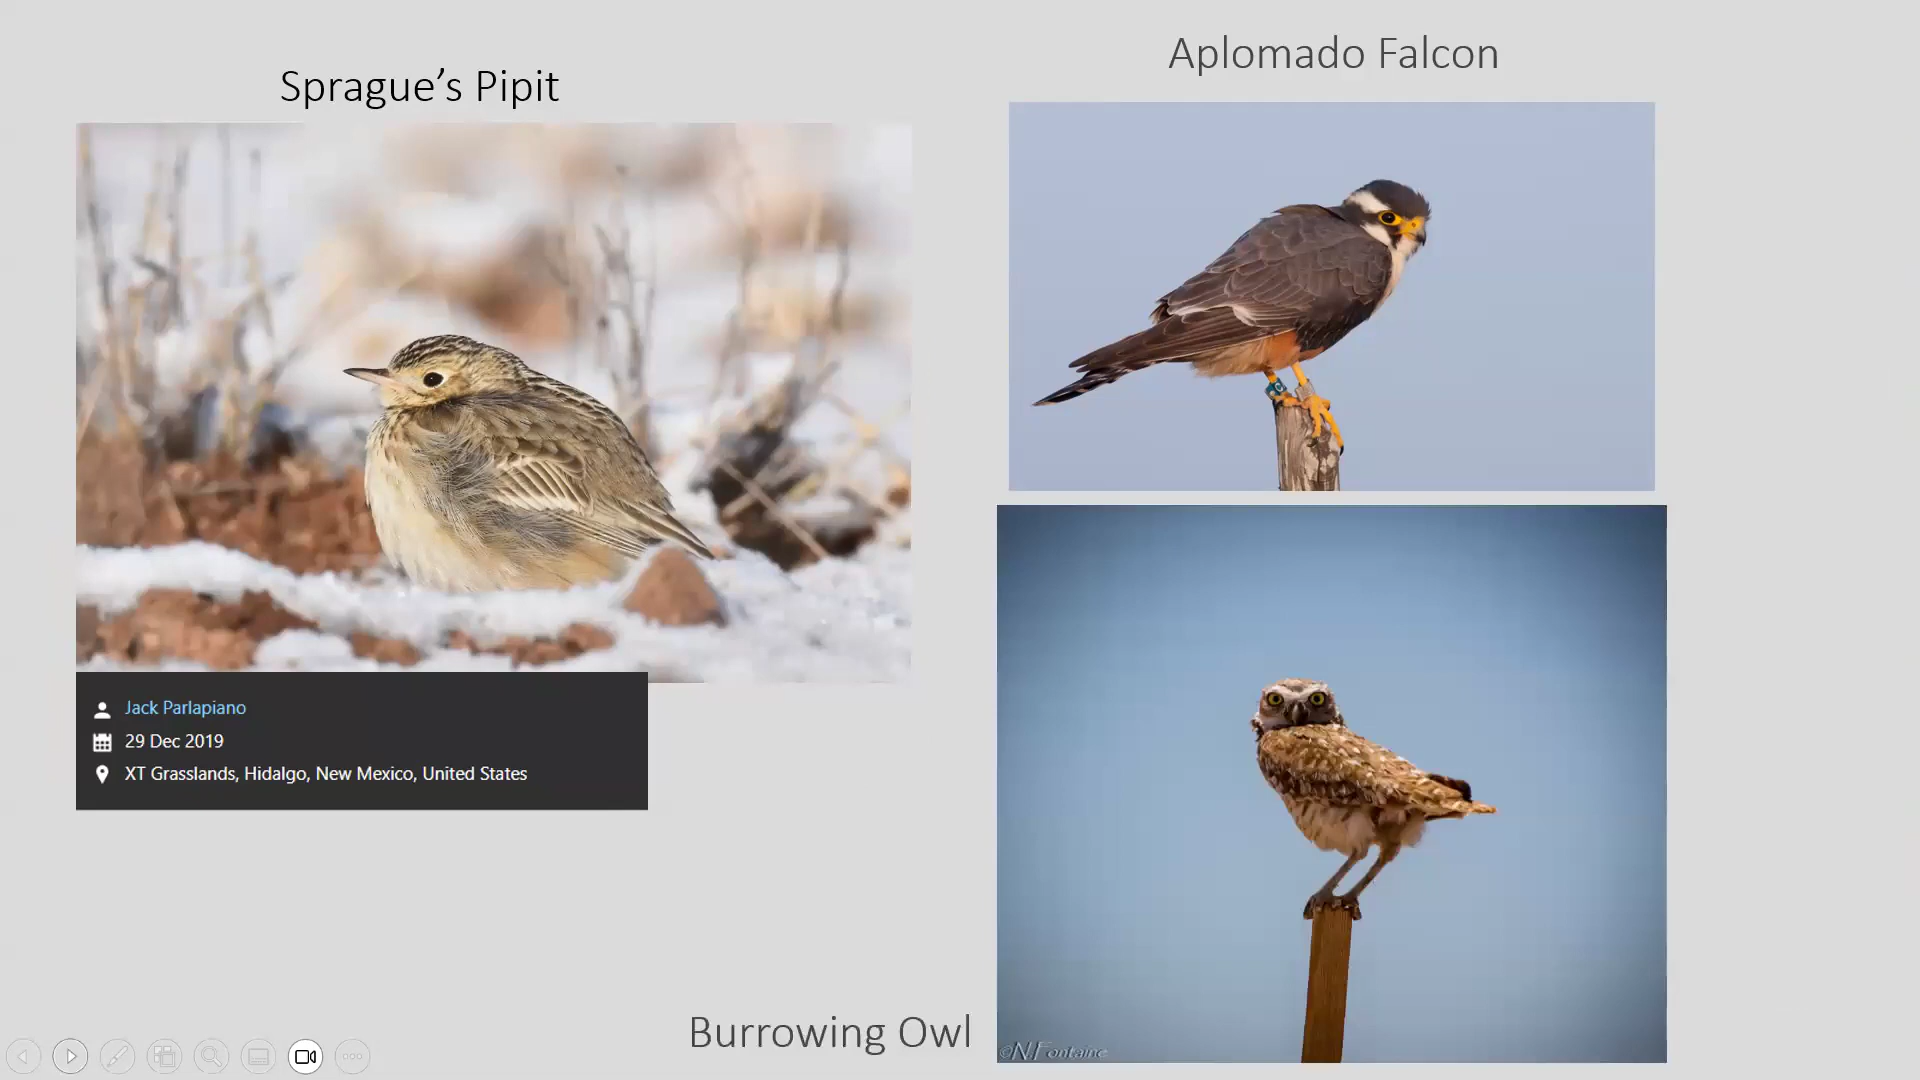 Sprague’s Pipit
Aplomado Falcon
Jack Parlapiano
29 Dec 2019
XT Grasslands, Hidalgo, New Mexico, United States
Burrowing Owl
©N.Fontaine
C